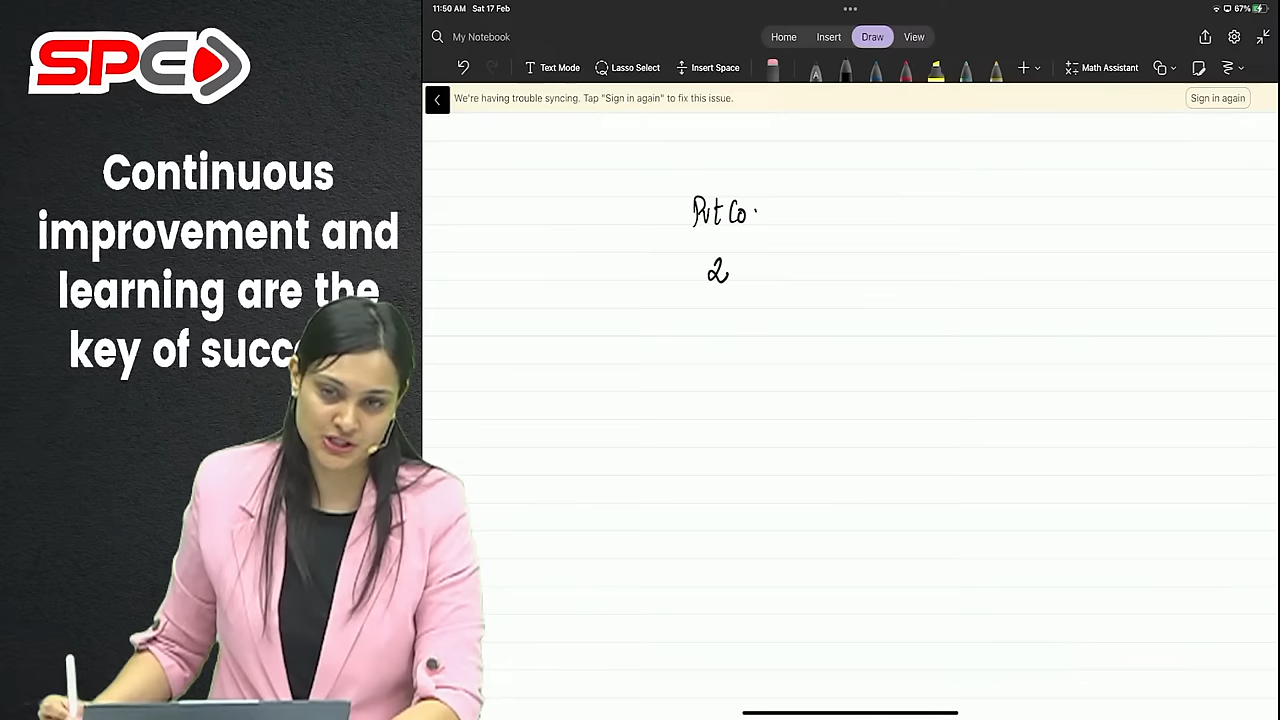 SPC
Continuous
improvement and
learning are the
key of succe
11:50 AM Sat 17 Feb
67%
My Notebook
Home Insert Draw View
Text Mode Lasso Select Insert Space Math Assistant
We're having trouble syncing. Tap "Sign in again" to fix this issue.
Sign in again
Pvt Co.
2